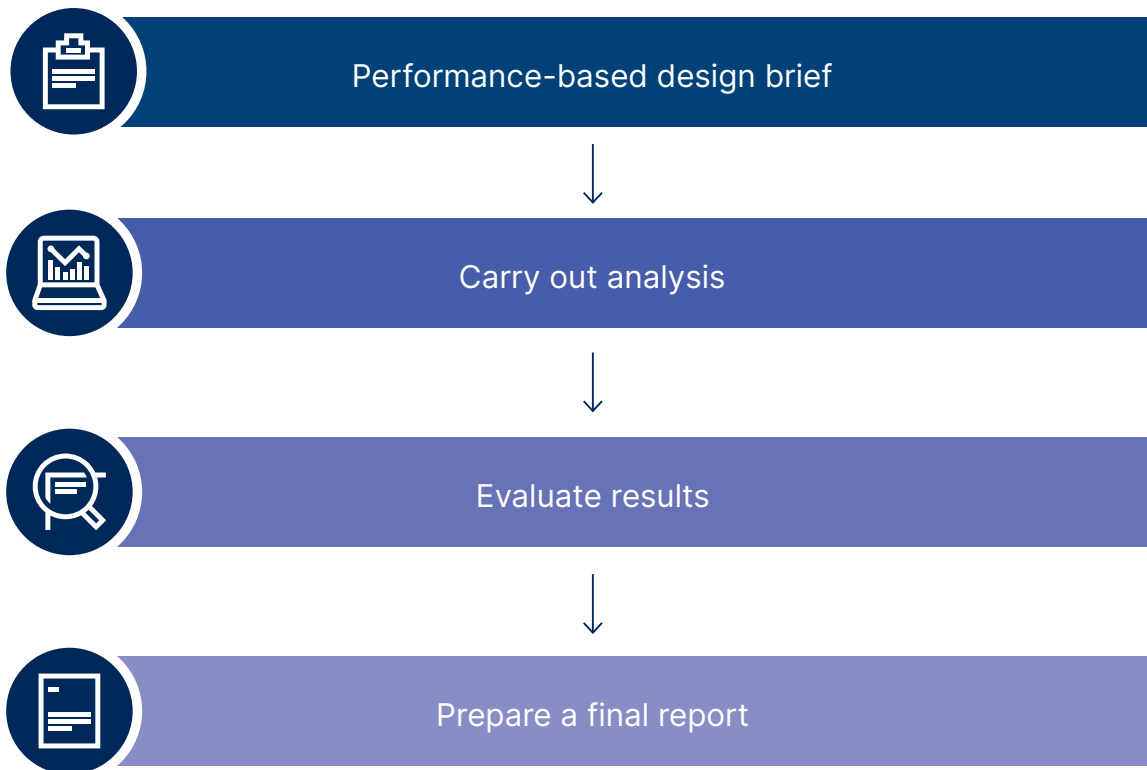 Performance-based design brief
Carry out analysis
Evaluate results
Prepare a final report